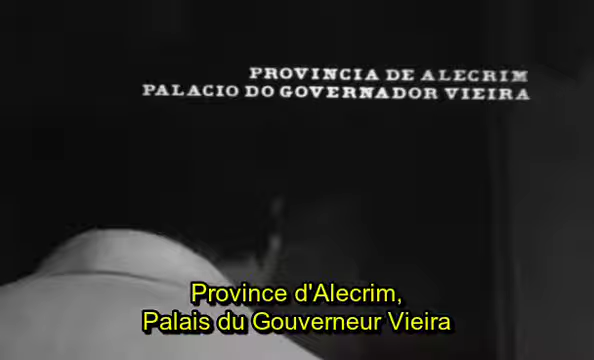 PROVINCIA DE ALECRIM
PALACIO DO GOVERNADOR VIEIRA
Province d'Alecrim,
Palais du Gouverneur Vieira